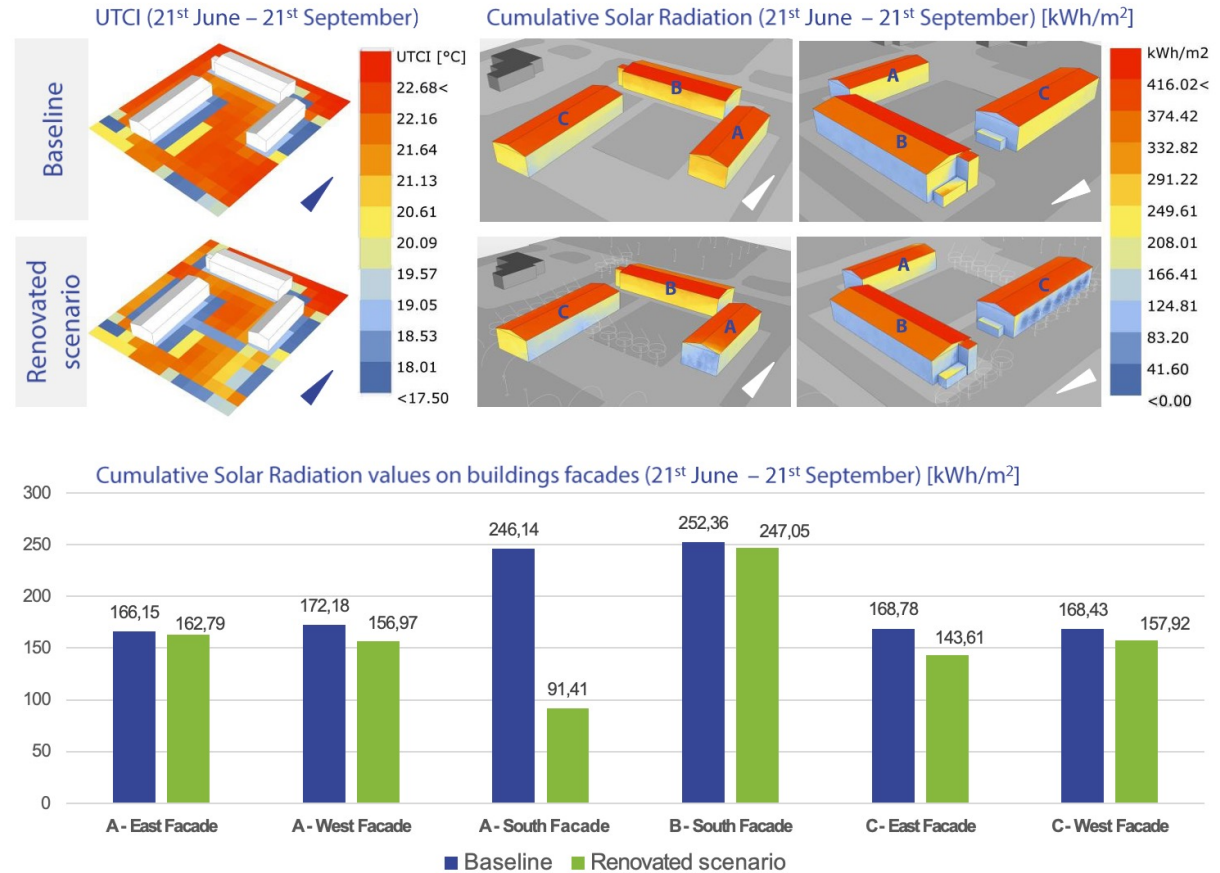 UTCI (21st June – 21st September)
Cumulative Solar Radiation (21st June – 21st September) [kWh/m2]
Baseline
UTCI [°C]
22.68<
22.16
21.64
21.13
20.61
20.09
19.57
19.05
18.53
18.01
<17.50
B
C
A
A
C
B
kWh/m2
416.02<
374.42
332.82
291.22
249.61
208.01
166.41
124.81
83.20
41.60
<0.00
Renovated
scenario
B
C
A
A
C
B
Cumulative Solar Radiation values on buildings facades (21st June – 21st September) [kWh/m2]
300
250
200
150
100
50
0
166,15
162,79
172,18
156,97
246,14
91,41
252,36
247,05
168,78
143,61
168,43
157,92
A - East Facade
A - West Facade
A - South Facade
B - South Facade
C - East Facade
C - West Facade
Baseline
Renovated scenario